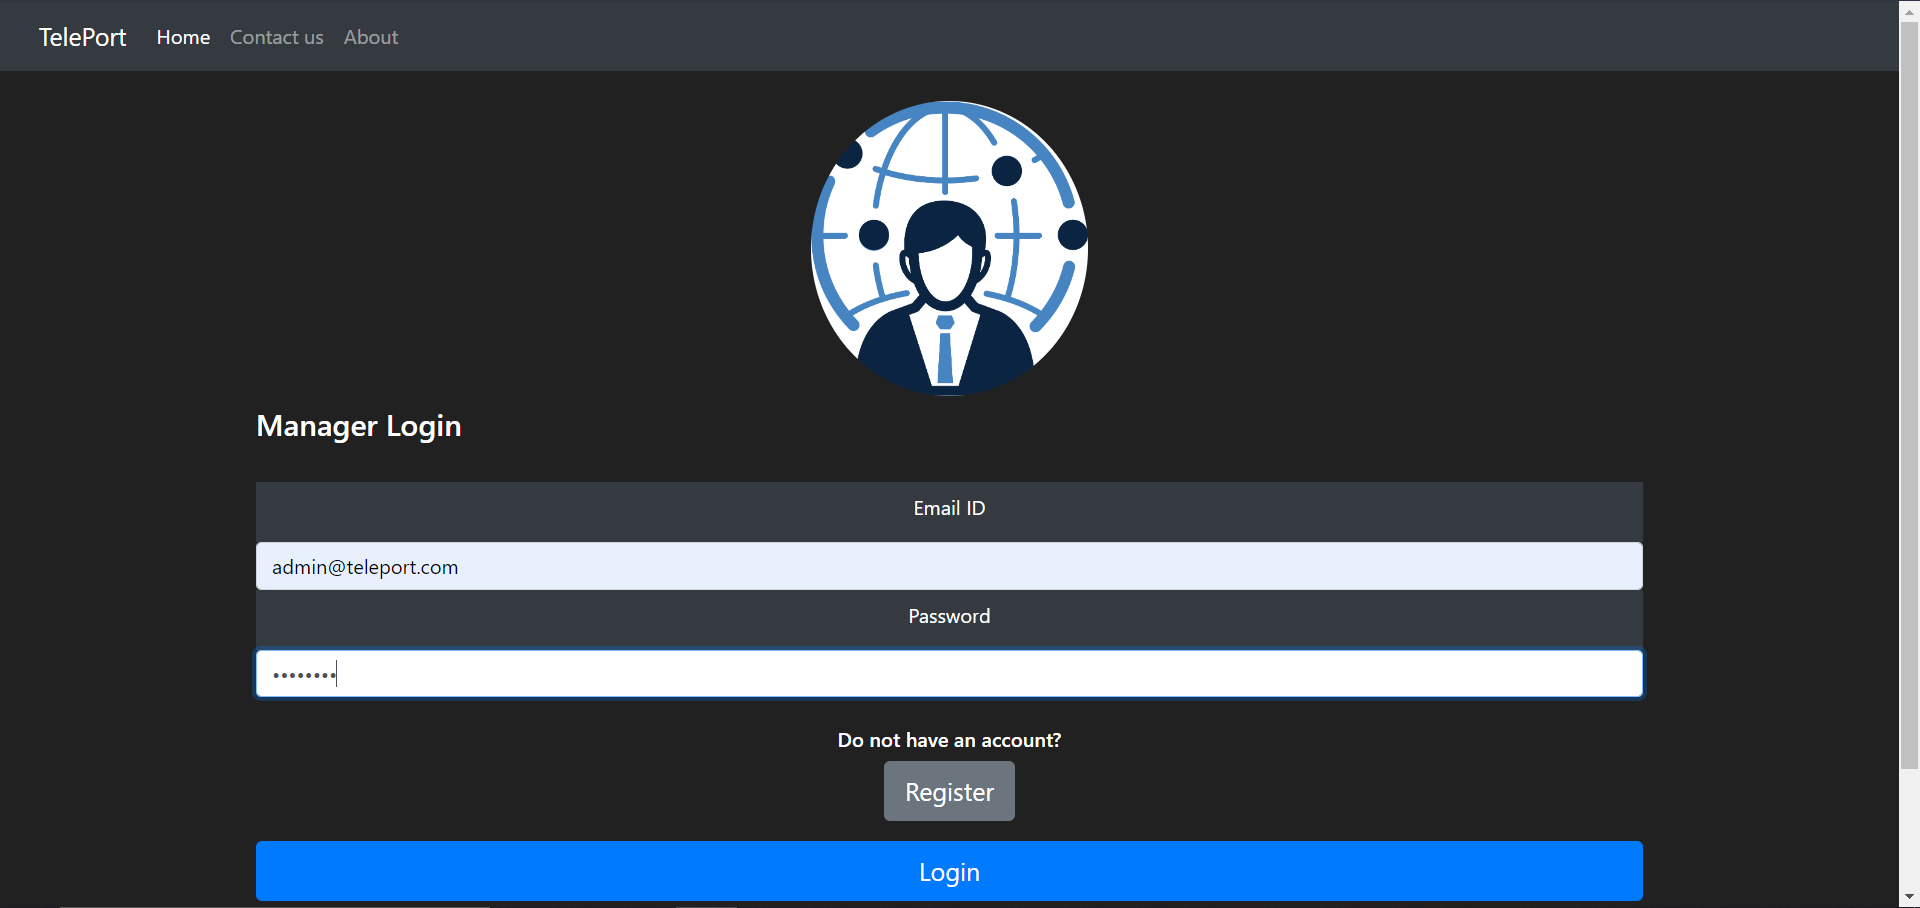 TelePort Home Contact us About
Manager Login
Email ID
admin@teleport.com
Password
••••••••
Do not have an account?
Register
Login